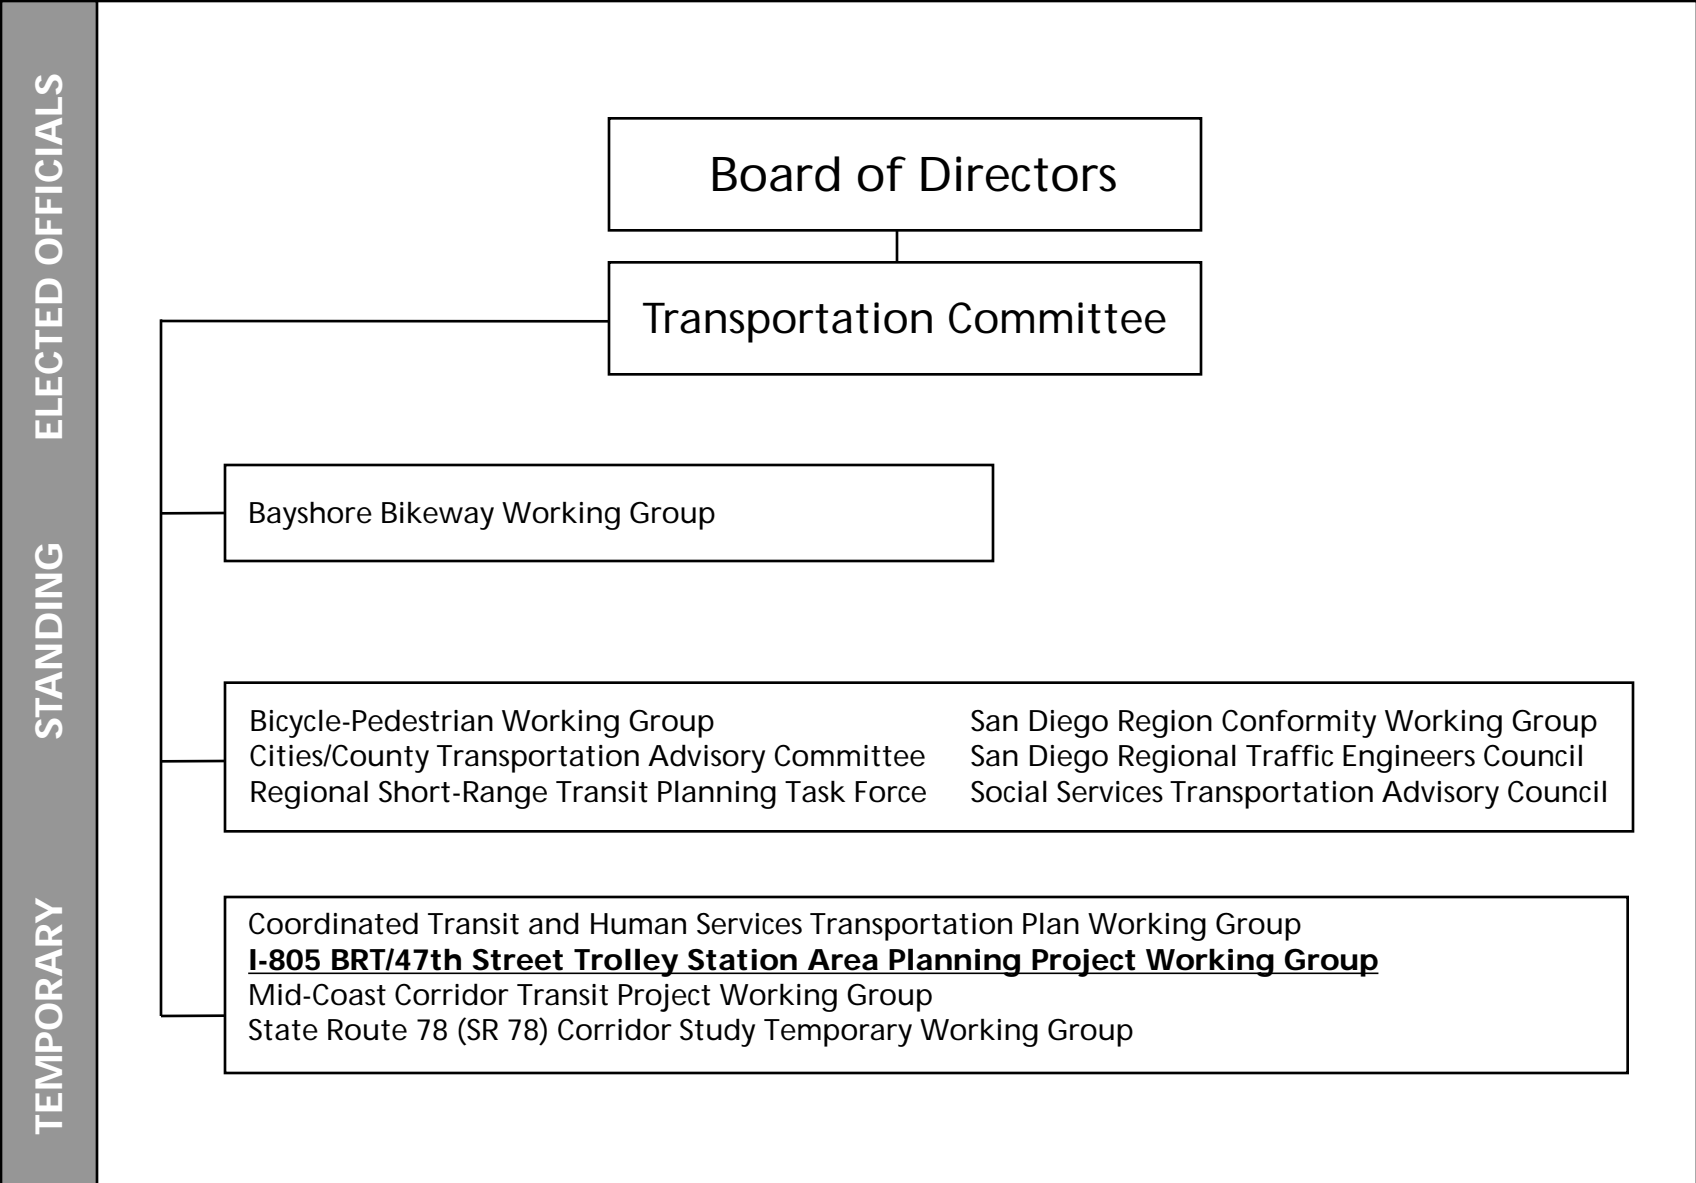 ELECTED OFFICIALS
Board of Directors
Transportation Committee
Bayshore Bikeway Working Group
STANDING
Bicycle-Pedestrian Working Group
Cities/County Transportation Advisory Committee
Regional Short-Range Transit Planning Task Force
San Diego Region Conformity Working Group
San Diego Regional Traffic Engineers Council
Social Services Transportation Advisory Council
TEMPORARY
Coordinated Transit and Human Services Transportation Plan Working Group
I-805 BRT/47th Street Trolley Station Area Planning Project Working Group
Mid-Coast Corridor Transit Project Working Group
State Route 78 (SR 78) Corridor Study Temporary Working Group